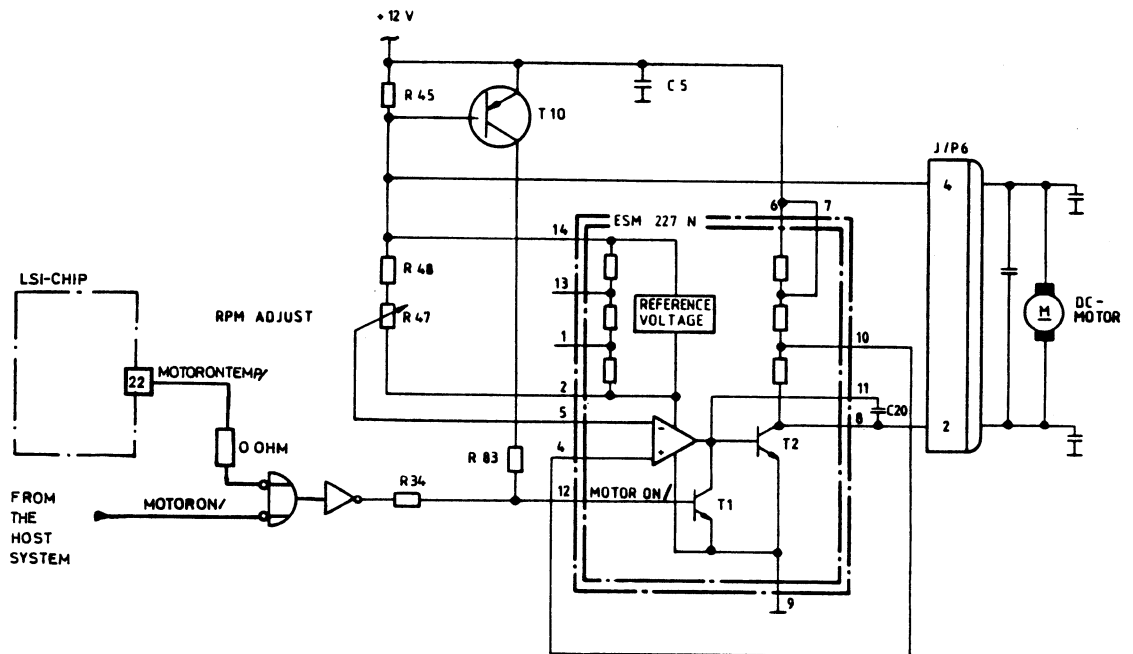 + 12 V
R 45
T 10
C 5
J/P6
4
6
7
ESM 227 N
14
LSI-CHIP
R 48
13
REFERENCE
VOLTAGE
RPM ADJUST
R 47
M
DC-
MOTOR
1
10
22
MOTORONTEMP/
2
11
C20
5
8
2
0 OHM
R 83
4
T2
R34
12
MOTOR ON/
T1
FROM
THE
HOST
SYSTEM
MOTORON/
9